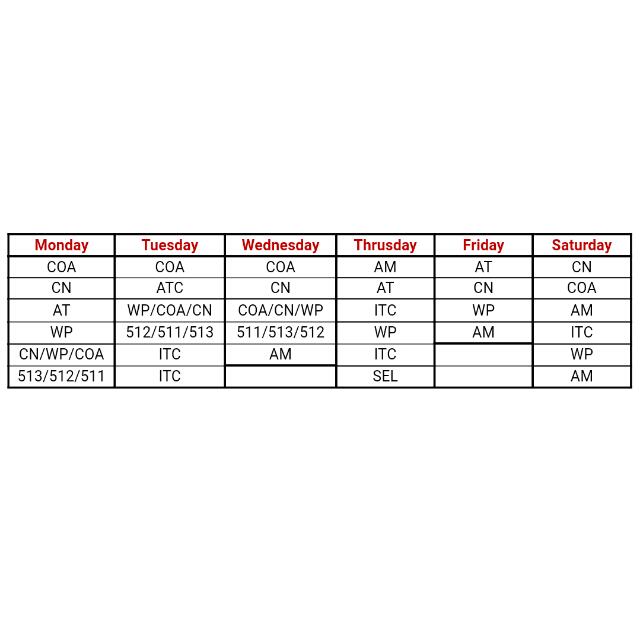 Monday Tuesday Wednesday Thrusday Friday Saturday
COA COA COA AM AT CN
CN ATC CN AT CN COA
AT WP/COA/CN COA/CN/WP ITC WP AM
WP 512/511/513 511/513/512 WP AM ITC
CN/WP/COA ITC AM ITC WP
513/512/511 ITC SEL AM